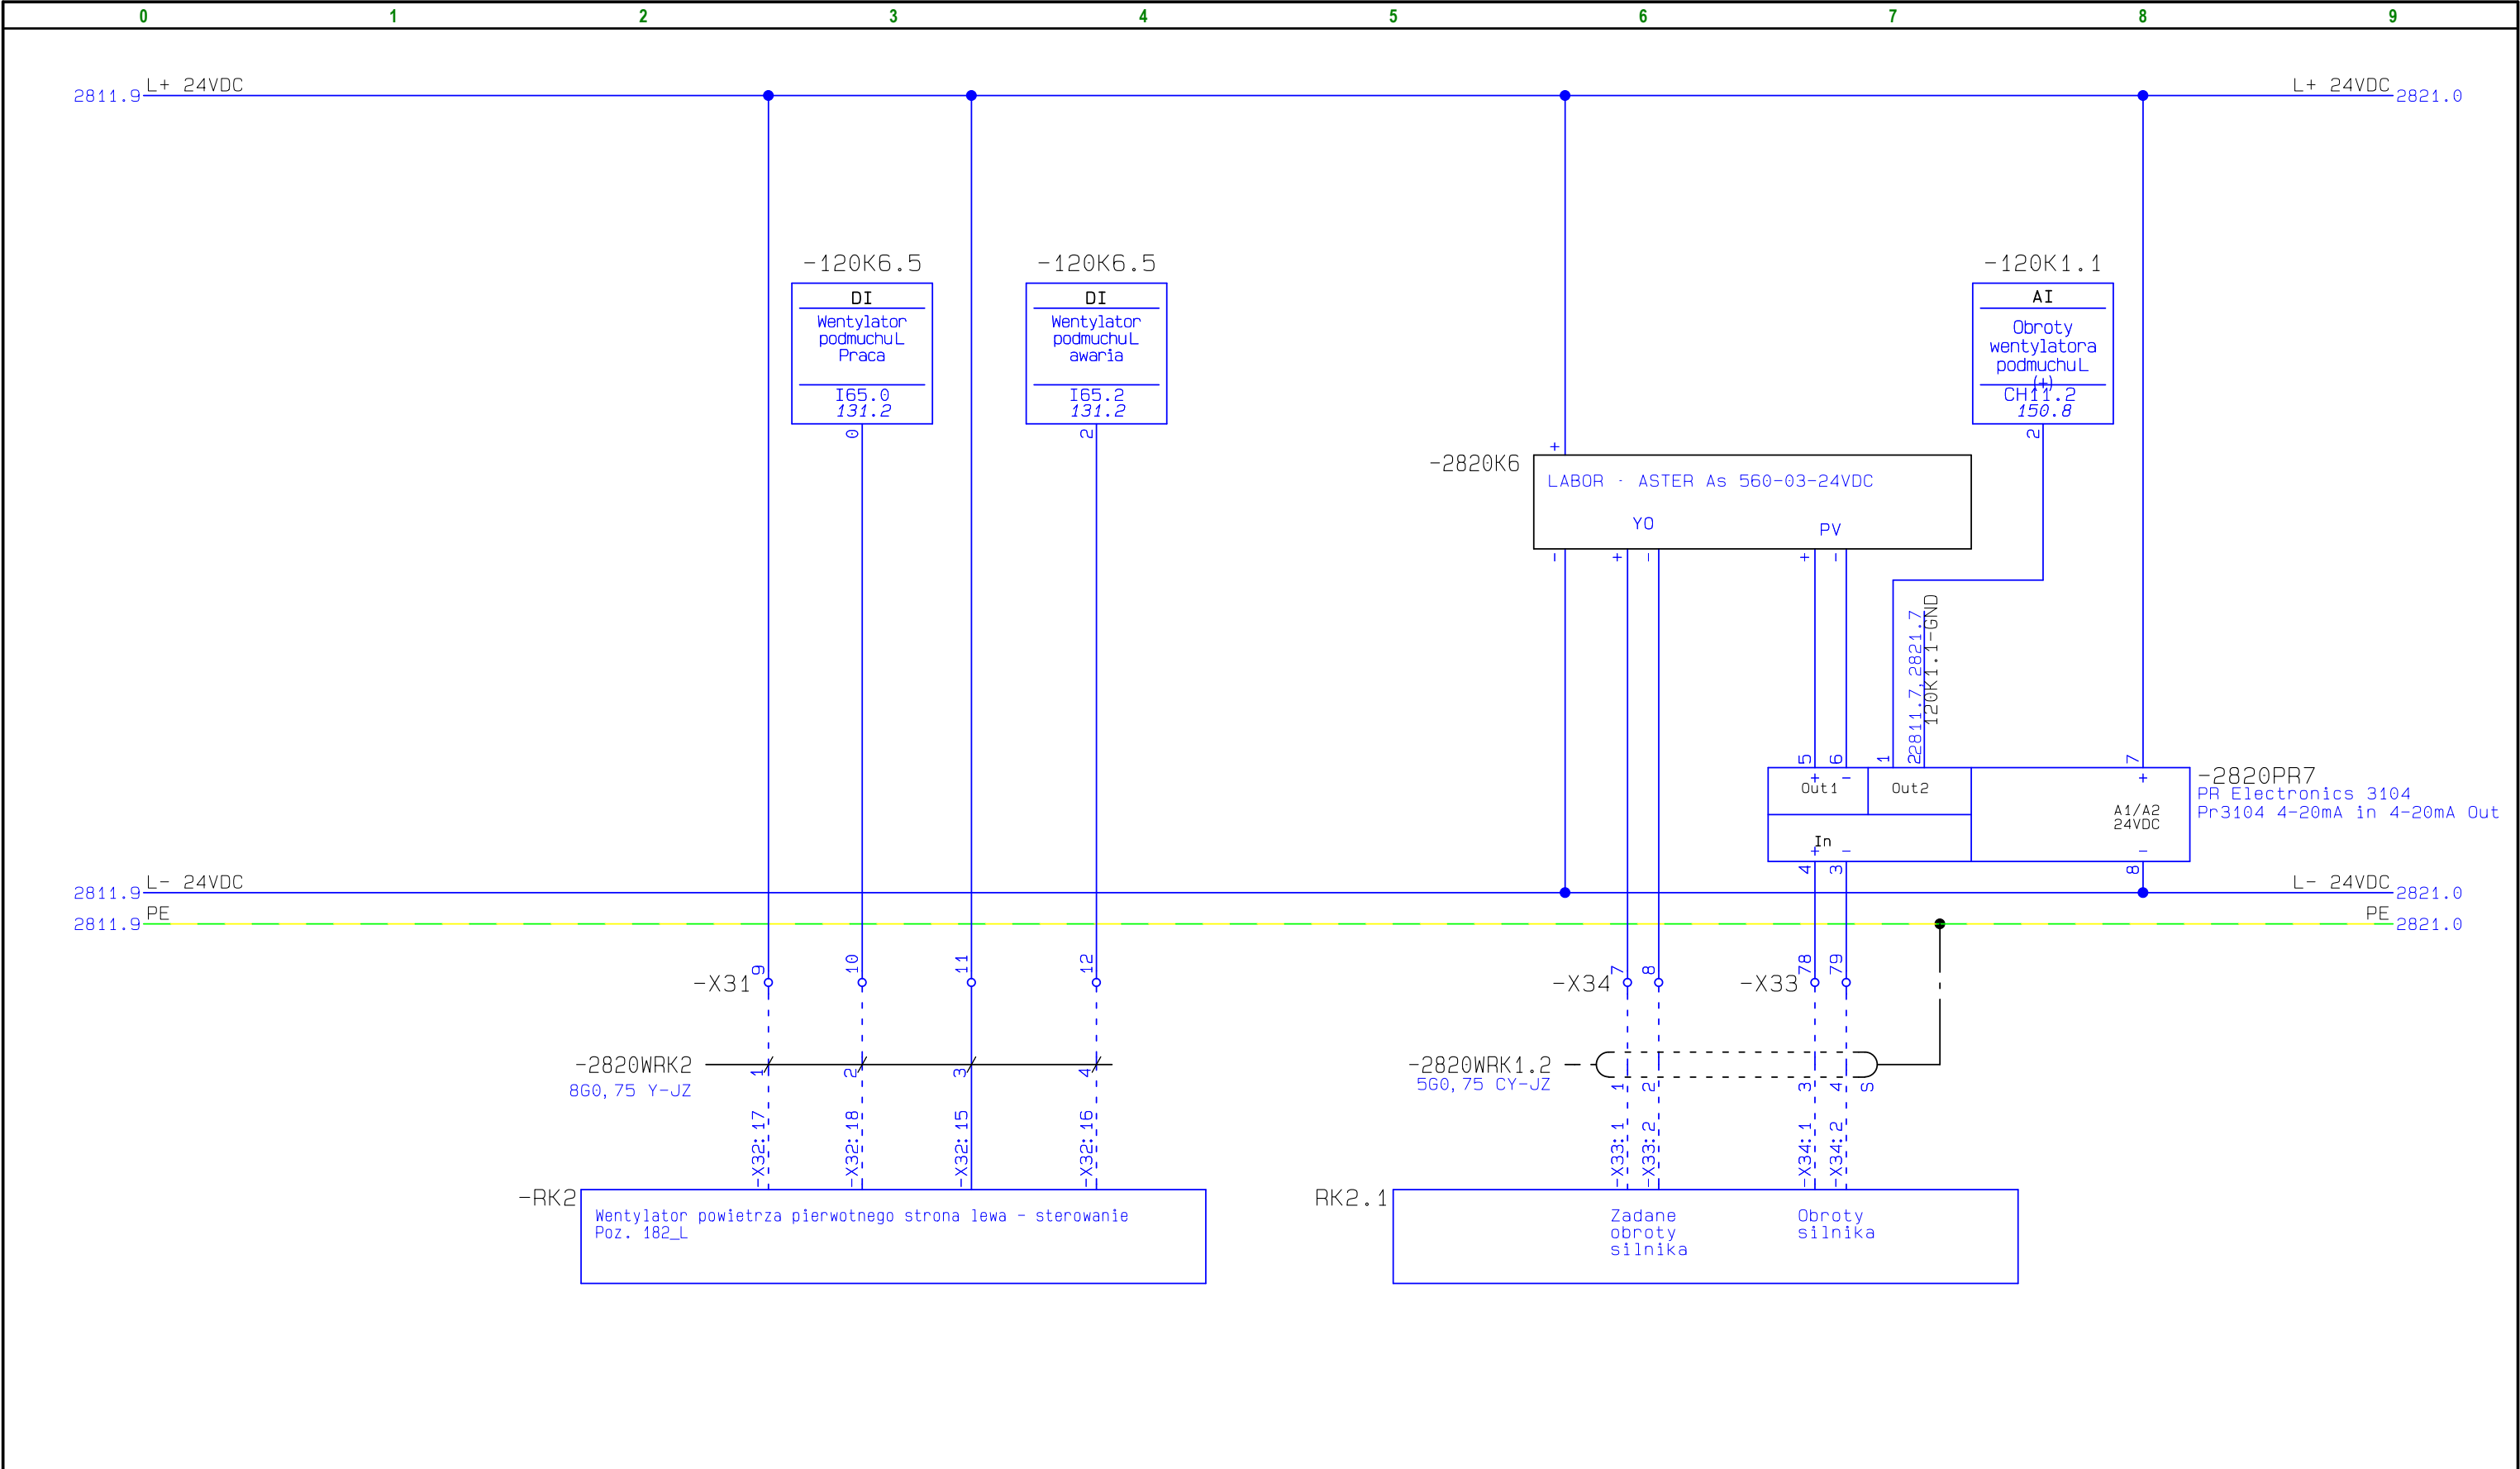 0 1 2 3 4 5 6 7 8 9
L+ 24VDC
2811.9
L+ 24VDC
2821.0
-120K6.5
DI
Wentylator
podmuchuL
Praca
I65.0
131.2
0
-120K6.5
DI
Wentylator
podmuchuL
awaria
I65.2
131.2
2
-120K1.1
AI
Obroty
wentylatora
podmuchuL
(+)
CH11.2
150.8
2
+
-2820K6
LABOR - ASTER As 560-03-24VDC
YO
PV
- + - + -
2811.7,2821.7
120K1.1-GND
5 6 1 2 7
+ - +
Out1 Out2
-2820PR7
PR Electronics 3104
Pr3104 4-20mA in 4-20mA Out
A1/A2
24VDC
In
+ - -
4 3 8
L- 24VDC
2811.9
L- 24VDC
2821.0
PE
2811.9
PE
2821.0
-X31 9 10 11 12
-X34 7 8
-X33 78 79
-2820WRK2
8G0,75 Y-JZ
1 2 3 4
-2820WRK1.2
5G0,75 CY-JZ
1 2 3 4 S
-X32:17 -X32:18 -X32:15 -X32:16
-X33:1 -X33:2 -X34:1 -X34:2
-RK2
Wentylator powietrza pierwotnego strona lewa - sterowanie
Poz. 182_L
RK2.1
Zadane
obroty
silnika
Obroty
silnika